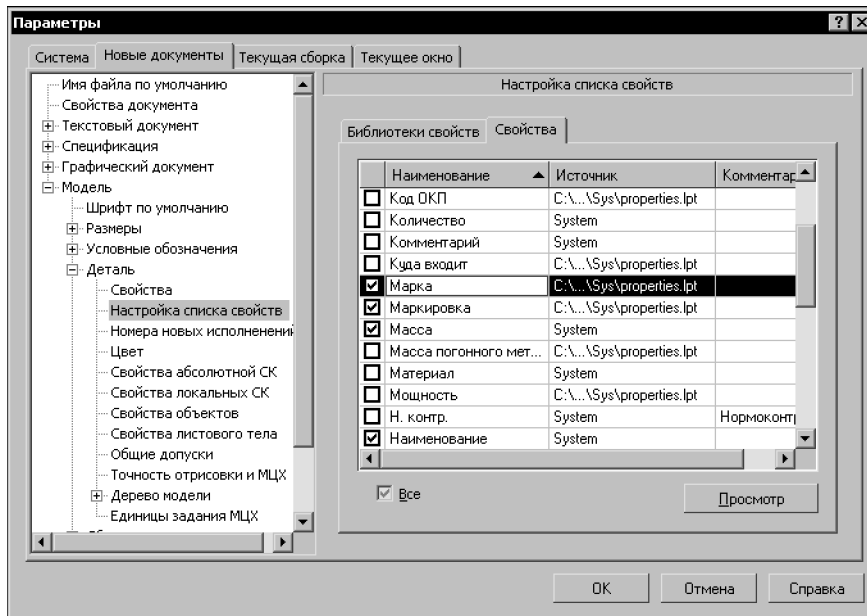 Параметры
Система Новые документы Текущая сборка Текущее окно
Имя файла по умолчанию
Свойства документа
Текстовый документ
Спецификация
Графический документ
Модель
Шрифт по умолчанию
Размеры
Условные обозначения
Деталь
Свойства
Настройка списка свойств
Номера новых исполненений
Цвет
Свойства абсолютной СК
Свойства локальных СК
Свойства объектов
Свойства листового тела
Общие допуски
Точность отрисовки и МЦХ
Дерево модели
Единицы задания МЦХ
Настройка списка свойств
Библиотеки свойств Свойства
Наименование Источник Комментар
Код ОКП C:\...\Sys\properties.lpt
Количество System
Комментарий System
Куда входит C:\...\Sys\properties.lpt
Марка C:\...\Sys\properties.lpt
Маркировка C:\...\Sys\properties.lpt
Масса System
Масса погонного мет... C:\...\Sys\properties.lpt
Материал System
Мощность C:\...\Sys\properties.lpt
Н. контр. System Нормоконтр
Наименование System
Все
Просмотр
OK Отмена Справка